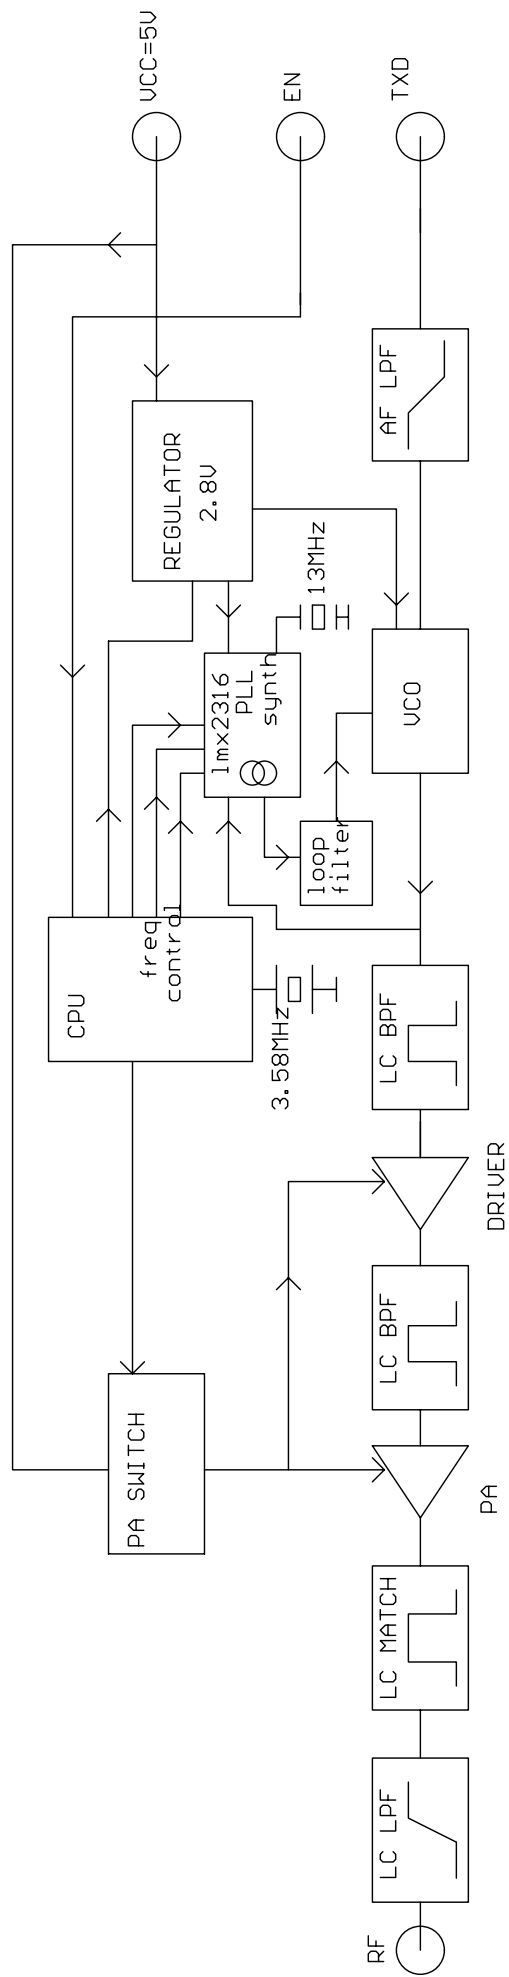 VCC=5V
EN
TXD
AF LPF
REGULATOR
2.8V
13MHz
lmx2316
PLL
synth
VCO
loop
filter
freq
control
CPU
3.58MHz
LC BPF
DRIVER
LC BPF
PA SWITCH
PA
LC MATCH
LC LPF
RF